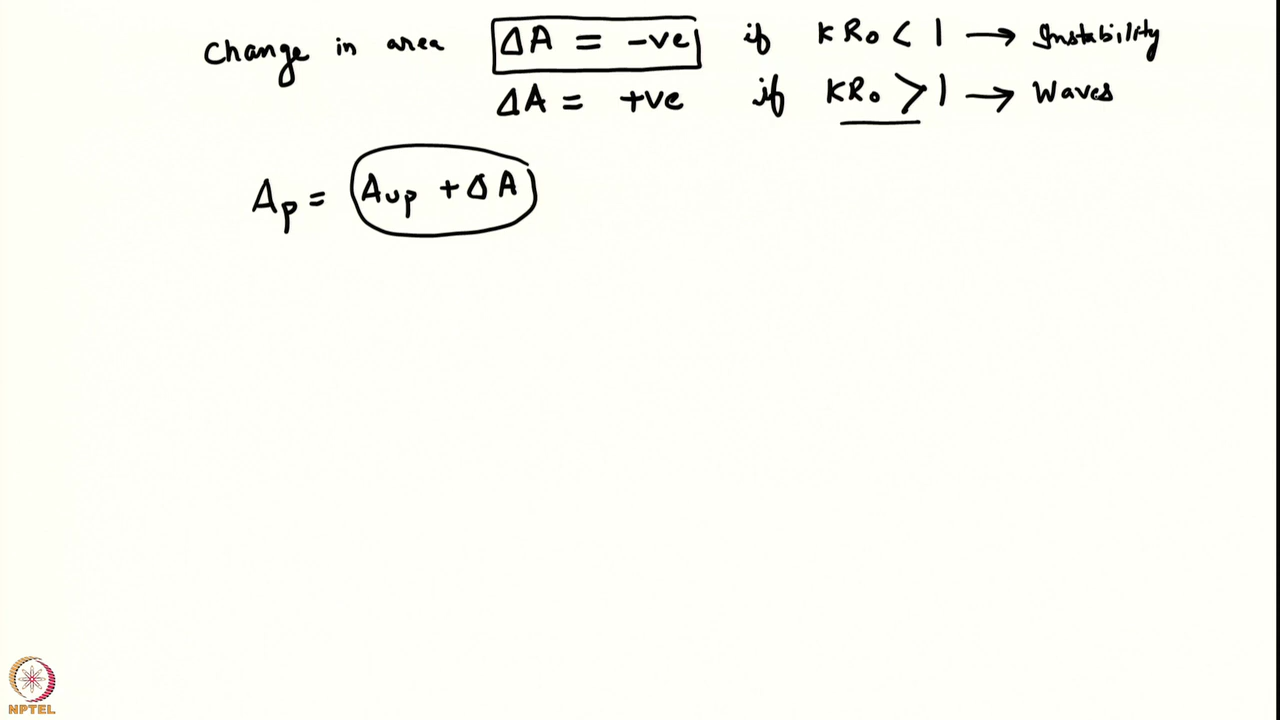 Change in area ΔA = -ve if kR₀ < 1 → Instability
ΔA = +ve if kR₀ > 1 → Waves
Aₚ = Aᵤₚ + ΔA
NPTEL